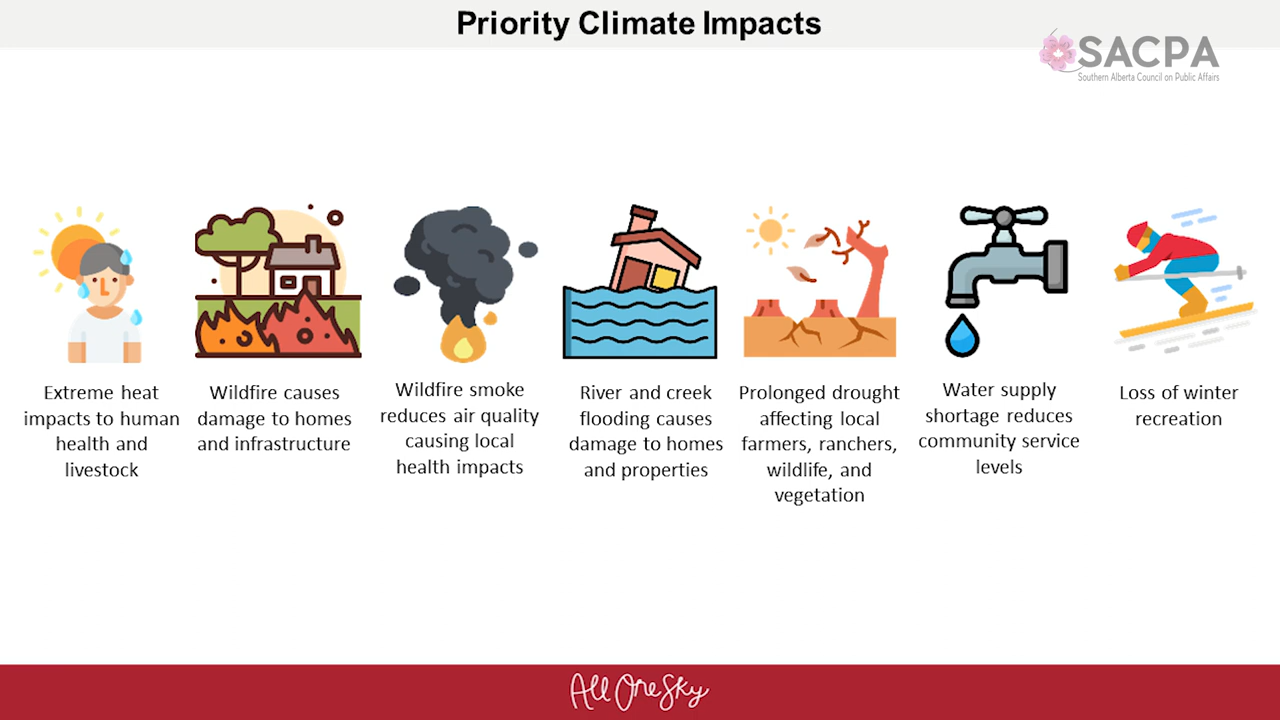 Priority Climate Impacts
SACPA
Southern Alberta Council on Public Affairs
Extreme heat
impacts to human
health and
livestock
Wildfire causes
damage to homes
and infrastructure
Wildfire smoke
reduces air quality
causing local
health impacts
River and creek
flooding causes
damage to homes
and properties
Prolonged drought
affecting local
farmers, ranchers,
wildlife, and
vegetation
Water supply
shortage reduces
community service
levels
Loss of winter
recreation
All One Sky